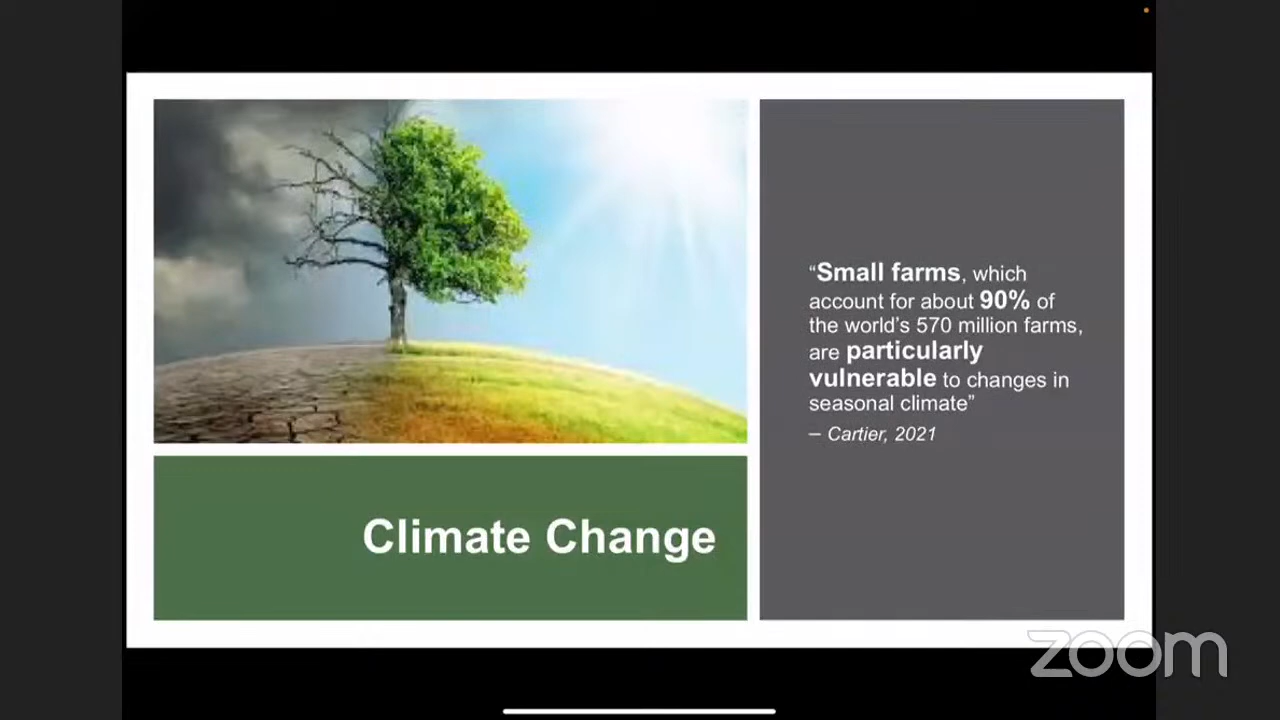 “Small farms, which
account for about 90% of
the world’s 570 million farms,
are particularly
vulnerable to changes in
seasonal climate”
– Cartier, 2021
Climate Change
zoom